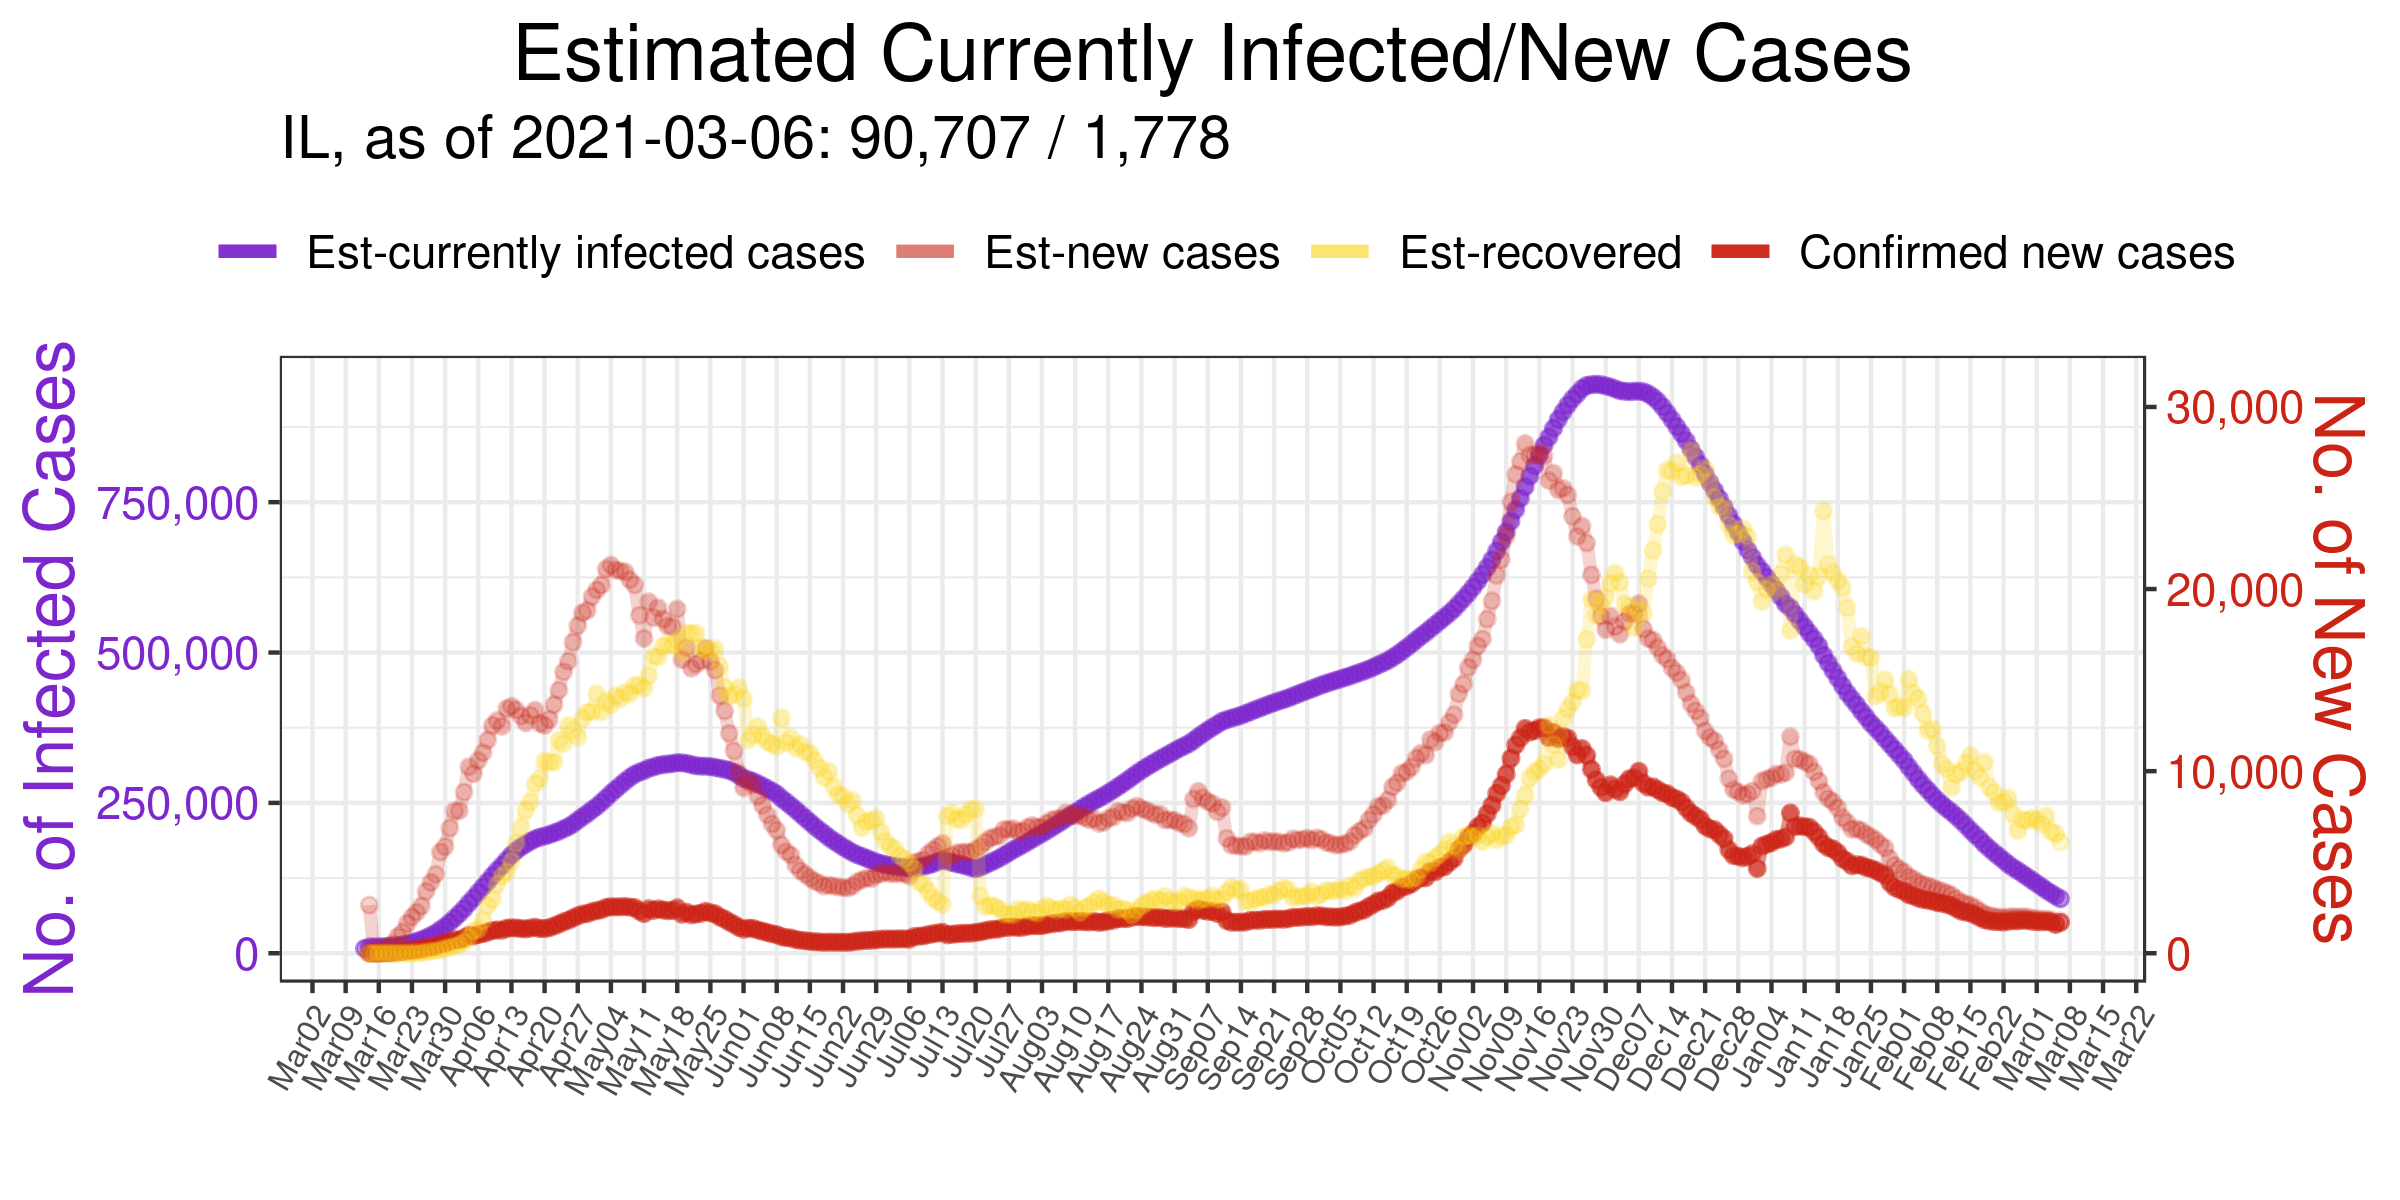 Estimated Currently Infected/New Cases
IL, as of 2021-03-06: 90,707 / 1,778
Est-currently infected cases Est-new cases Est-recovered Confirmed new cases
No. of Infected Cases
750,000
500,000
250,000
0
30,000
20,000
10,000
0
No. of New Cases
Mar02 Mar09 Mar16 Mar23 Mar30 Apr06 Apr13 Apr20 Apr27 May04 May11 May18 May25 Jun01 Jun08 Jun15 Jun22 Jun29 Jul06 Jul13 Jul20 Jul27 Aug03 Aug10 Aug17 Aug24 Aug31 Sep07 Sep14 Sep21 Sep28 Oct05 Oct12 Oct19 Oct26 Nov02 Nov09 Nov16 Nov23 Nov30 Dec07 Dec14 Dec21 Dec28 Jan04 Jan11 Jan18 Jan25 Feb01 Feb08 Feb15 Feb22 Mar01 Mar08 Mar15 Mar22